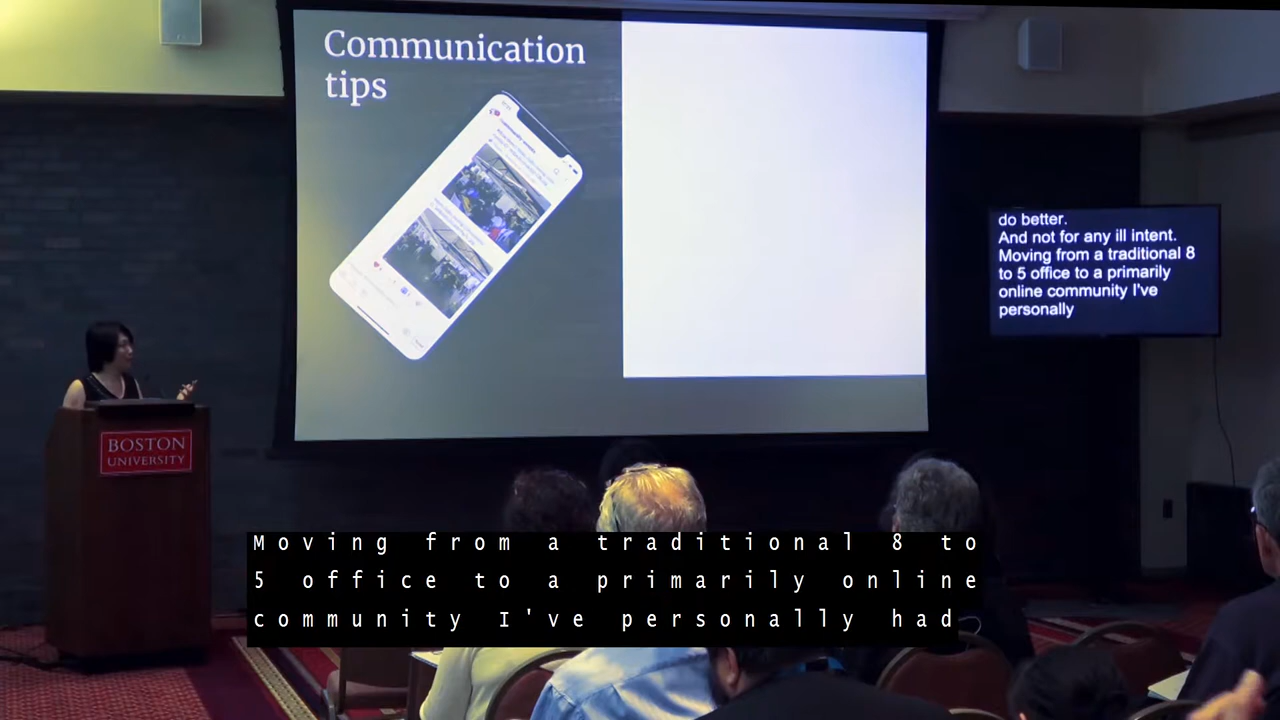 Communication
tips
do better.
And not for any ill intent.
Moving from a traditional 8
to 5 office to a primarily
online community I've
personally
BOSTON
UNIVERSITY
Moving from a traditional 8 to
5 office to a primarily online
community I've personally had